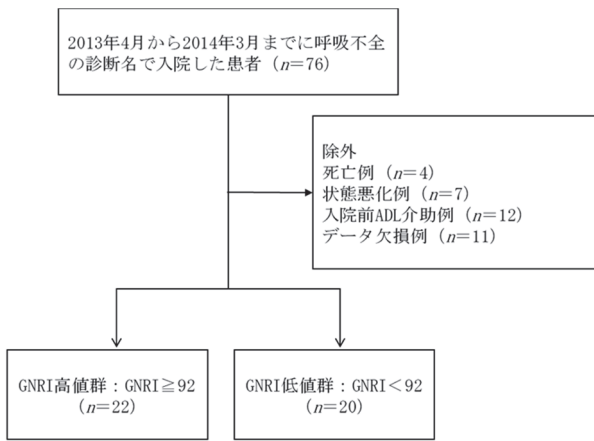 2013年4月から2014年3月までに呼吸不全
の診断名で入院した患者（n=76）
除外
死亡例（n=4）
状態悪化例（n=7）
入院前ADL介助例（n=12）
データ欠損例（n=11）
GNRI高値群：GNRI≧92
（n=22）
GNRI低値群：GNRI＜92
（n=20）